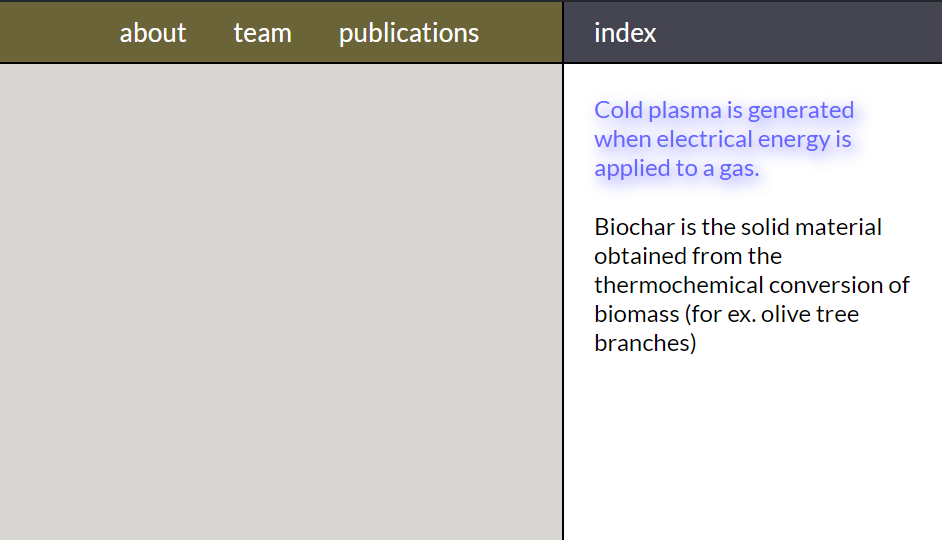 about team publications index
Cold plasma is generated
when electrical energy is
applied to a gas.
Biochar is the solid material
obtained from the
thermochemical conversion of
biomass (for ex. olive tree
branches)